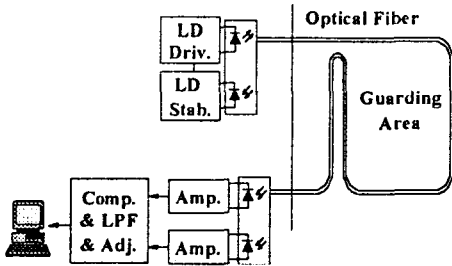 Optical Fiber
LD
Driv.
LD
Stab.
Guarding
Area
Comp.
& LPF
& Adj.
Amp.
Amp.